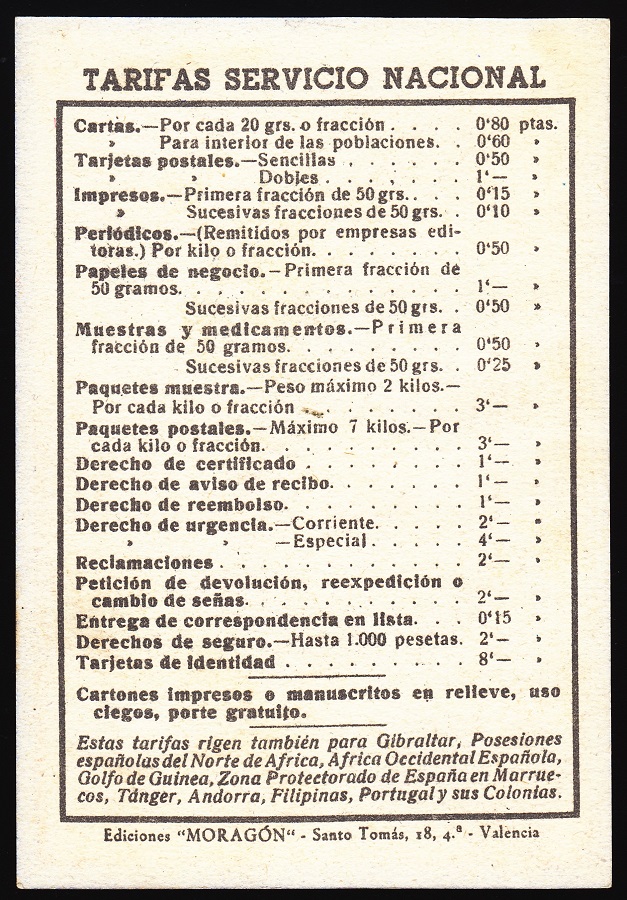 TARIFAS SERVICIO NACIONAL
Cartas.—Por cada 20 grs. o fracción . . . . 0‘80 ptas.
» Para interior de las poblaciones. . 0‘60 »
Tarjetas postales.—Sencillas . . . . . . 0‘50 »
» » Dobles . . . . . . . 1‘— »
Impresos.—Primera fracción de 50 grs. . . 0‘15 »
» Sucesivas fracciones de 50 grs. . 0‘10 »
Periódicos.—(Remitidos por empresas edi-
toras.) Por kilo o fracción. . . . . . . 0‘50 »
Papeles de negocio.—Primera fracción de
50 gramos. . . . . . . . . . . . . 1‘— »
Sucesivas fracciones de 50 grs. . 0‘50 »
Muestras y medicamentos.—Primera
fracción de 50 gramos. . . . . . . . 0‘50 »
Sucesivas fracciones de 50 grs. . 0‘25 »
Paquetes muestra.—Peso máximo 2 kilos.—
Por cada kilo o fracción . . . . . . . . 3‘— »
Paquetes postales.—Máximo 7 kilos.—Por
cada kilo o fracción. . . . . . . . . . 3‘— »
Derecho de certificado . . . . . . . . 1‘— »
Derecho de aviso de recibo. . . . . . . 1‘— »
Derecho de reembolso. . . . . . . . . 1‘— »
Derecho de urgencia.—Corriente. . . . . 2‘— »
» » —Especial . . . . . 4‘— »
Reclamaciones . . . . . . . . . . . . 2‘— »
Petición de devolución, reexpedición o
cambio de señas. . . . . . . . . . . 2‘— »
Entrega de correspondencia en lista. . . 0‘15 »
Derechos de seguro.—Hasta 1.000 pesetas. 2‘— »
Tarjetas de identidad . . . . . . . . . 8‘— »
Cartones impresos o manuscritos en relieve, uso
ciegos, porte gratuito.
Estas tarifas rigen también para Gibraltar, Posesiones
españolas del Norte de Africa, Africa Occidental Española,
Golfo de Guinea, Zona Protectorado de España en Marrue-
cos, Tánger, Andorra, Filipinas, Portugal y sus Colonias.
Ediciones “MORAGÓN“ - Santo Tomás, 18, 4.ª - Valencia